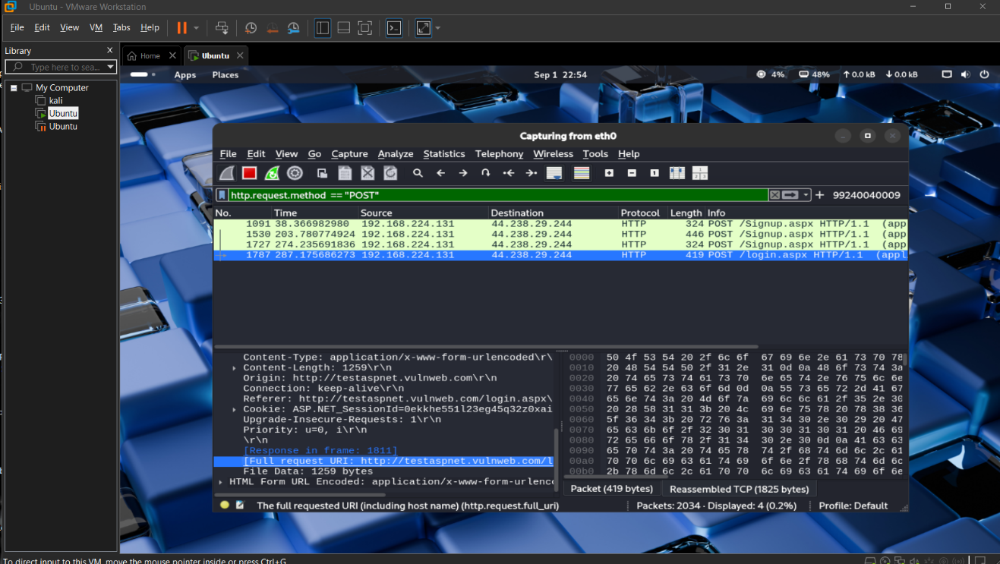 Ubuntu - VMware Workstation
File Edit View VM Tabs Help
Library
Type here to sea...
Home
Ubuntu
My Computer
kali
Ubuntu
Ubuntu
Apps Places Sep 1 22:54 4% 48% ↑ 0.0 kB ↓ 0.0 kB
Capturing from eth0
File Edit View Go Capture Analyze Statistics Telephony Wireless Tools Help
http.request.method == "POST"
99240040009
No. Time Source Destination Protocol Length Info
1091 38.366982980 192.168.224.131 44.238.29.244 HTTP 324 POST /Signup.aspx HTTP/1.1 (app
1530 203.780774924 192.168.224.131 44.238.29.244 HTTP 446 POST /Signup.aspx HTTP/1.1 (app
1727 274.235691836 192.168.224.131 44.238.29.244 HTTP 324 POST /Signup.aspx HTTP/1.1 (app
1787 287.175686273 192.168.224.131 44.238.29.244 HTTP 419 POST /login.aspx HTTP/1.1 (appl
Content-Type: application/x-www-form-urlencoded\r\
Content-Length: 1259\r\n
Origin: http://testaspnet.vulnweb.com\r\n
Connection: keep-alive\r\n
Referer: http://testaspnet.vulnweb.com/login.aspx\
Cookie: ASP.NET_SessionId=0ekkhe551l23eg45q32z0xai
Upgrade-Insecure-Requests: 1\r\n
Priority: u=0, i\r\n
\r\n
[Response in frame: 1811]
[Full request URI: http://testaspnet.vulnweb.com/l
File Data: 1259 bytes
HTML Form URL Encoded: application/x-www-form-urlenco
0000 50 4f 53 54 20 2f 6c 6f 67 69 6e 2e 61 73 70 78
0010 20 48 54 54 50 2f 31 2e 31 0d 0a 48 6f 73 74 3a
0020 20 74 65 73 74 61 73 70 6e 65 74 2e 76 75 6c 6e
0030 77 65 62 2e 63 6f 6d 0d 0a 55 73 65 72 2d 41 67
0040 65 6e 74 3a 20 4d 6f 7a 69 6c 6c 61 2f 35 2e 30
0050 20 28 58 31 31 3b 20 4c 69 6e 75 78 20 78 38 36
0060 5f 36 34 3b 20 72 76 3a 31 34 30 2e 30 29 20 47
0070 65 63 6b 6f 2f 32 30 31 30 30 31 30 31 20 46 69
0080 72 65 66 6f 78 2f 31 34 30 2e 30 0d 0a 41 63 63
0090 65 70 74 3a 20 74 65 78 74 2f 68 74 6d 6c 2c 61
00a0 70 70 6c 69 63 61 74 69 6f 6e 2f 78 68 74 6d 6c
00b0 2b 78 6d 6c 2c 61 70 70 6c 69 63 61 74 69 6f 6e
Packet (419 bytes) Reassembled TCP (1825 bytes)
The full requested URI (including host name) (http.request.full_uri) Packets: 2034 · Displayed: 4 (0.2%) Profile: Default
To direct input to this VM, move the mouse pointer inside or press Ctrl+G.